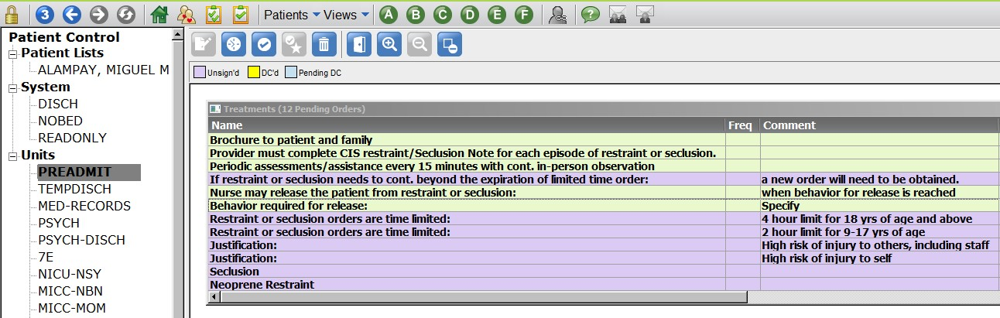 3 Patients Views A B C D E F ?
Patient Control
Patient Lists
ALAMPAY, MIGUEL M
System
DISCH
NOBED
READONLY
Units
PREADMIT
TEMPDISCH
MED-RECORDS
PSYCH
PSYCH-DISCH
7E
NICU-NSY
MICC-NBN
MICC-MOM
Unsign'd DC'd Pending DC
Treatments (12 Pending Orders)
Name Freq Comment
Brochure to patient and family
Provider must complete CIS restraint/Seclusion Note for each episode of restraint or seclusion.
Periodic assessments/assistance every 15 minutes with cont. in-person observation
If restraint or seclusion needs to cont. beyond the expiration of limited time order: a new order will need to be obtained.
Nurse may release the patient from restraint or seclusion: when behavior for release is reached
Behavior required for release: Specify
Restraint or seclusion orders are time limited: 4 hour limit for 18 yrs of age and above
Restraint or seclusion orders are time limited: 2 hour limit for 9-17 yrs of age
Justification: High risk of injury to others, including staff
Justification: High risk of injury to self
Seclusion
Neoprene Restraint